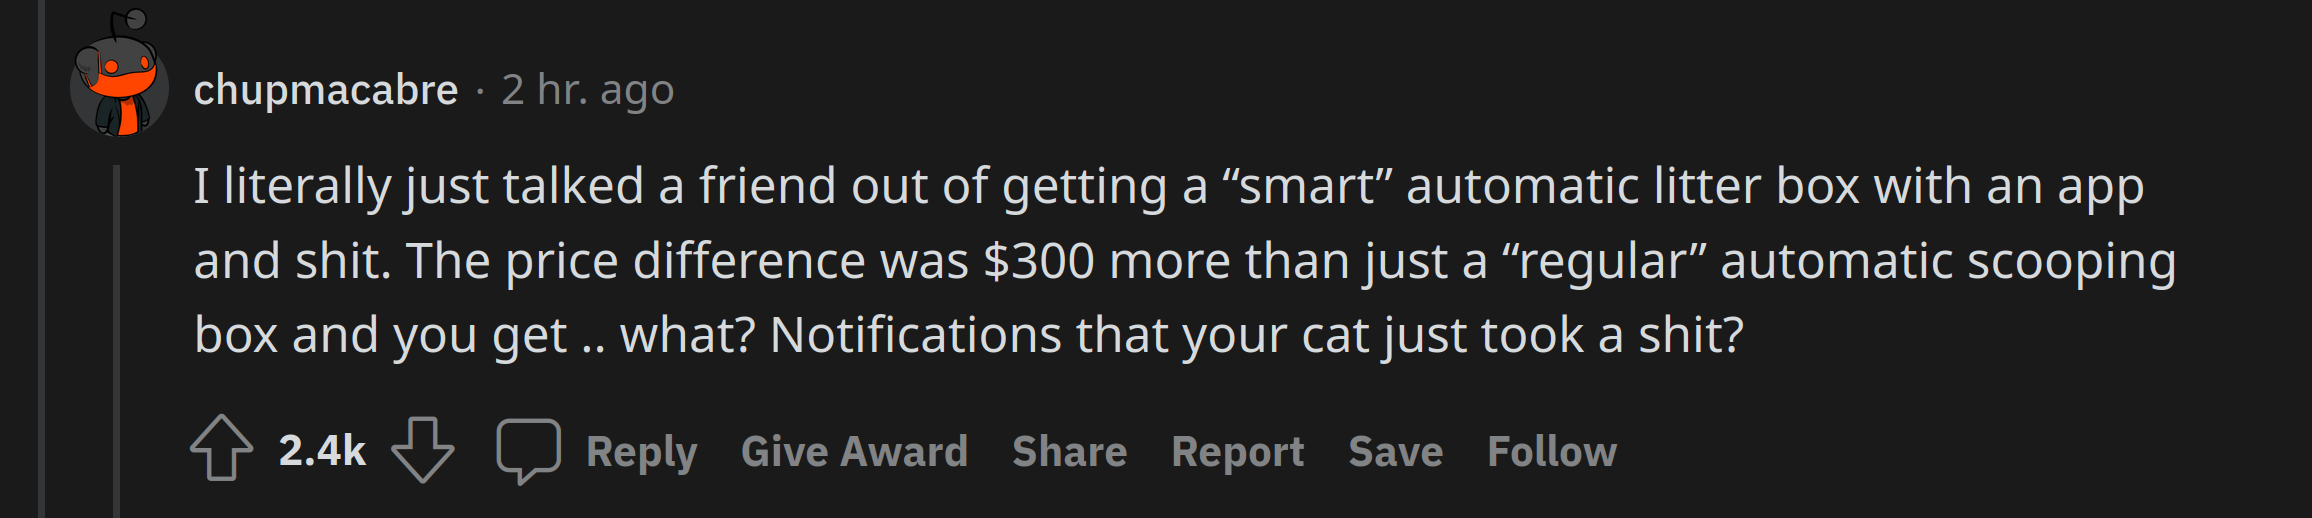 chupmacabre · 2 hr. ago
I literally just talked a friend out of getting a “smart” automatic litter box with an app
and shit. The price difference was $300 more than just a “regular” automatic scooping
box and you get .. what? Notifications that your cat just took a shit?
2.4k Reply Give Award Share Report Save Follow